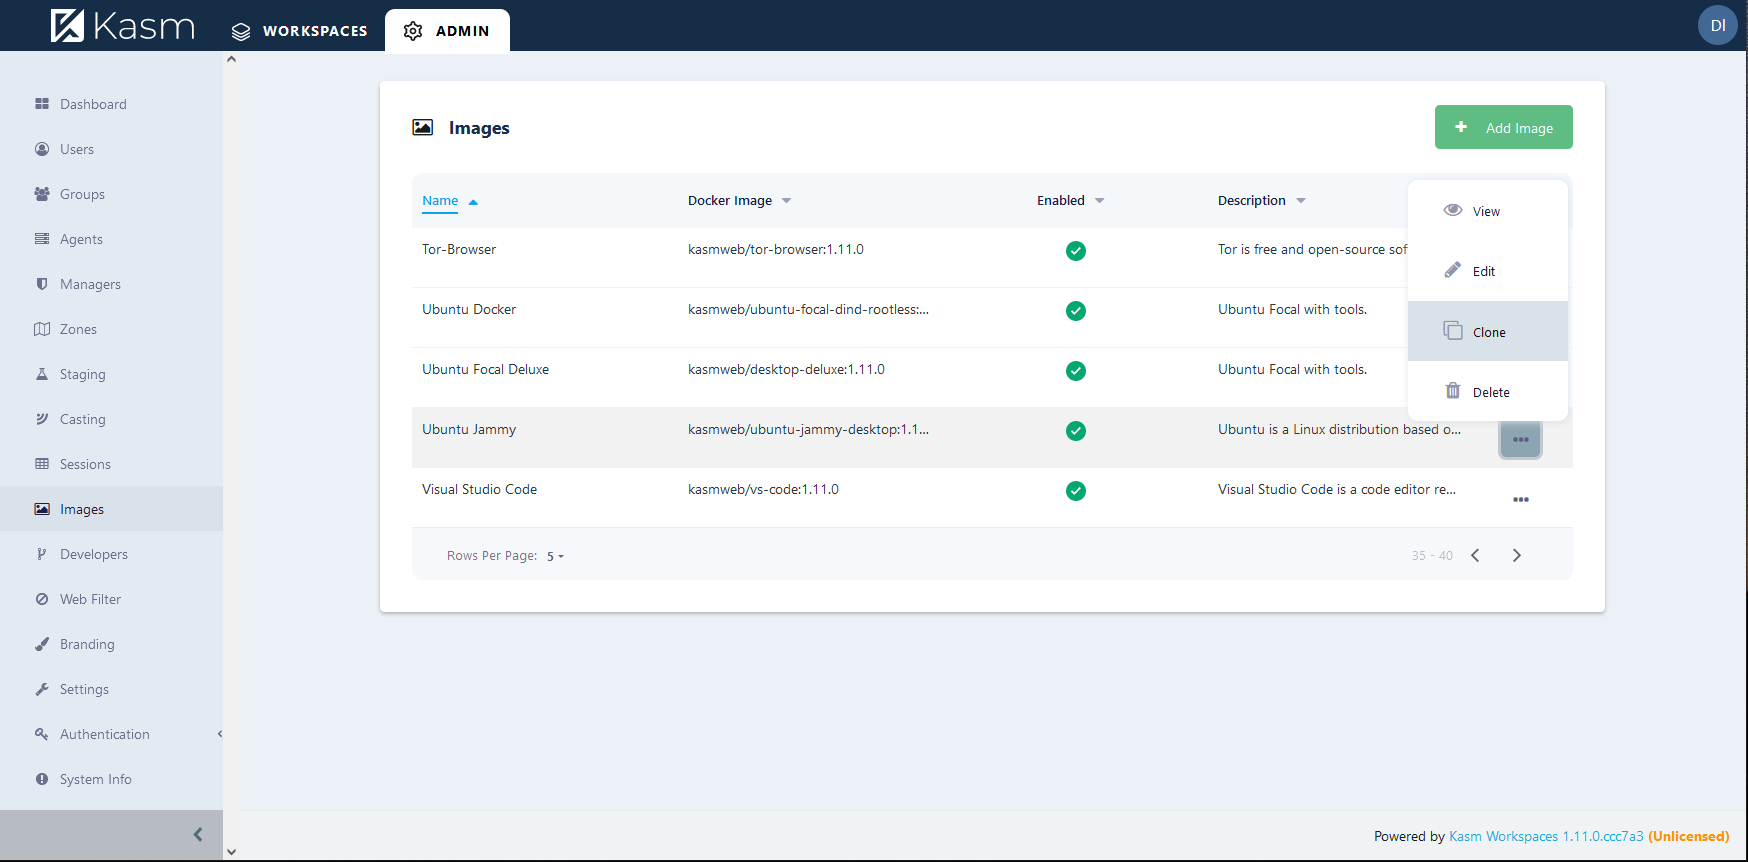 Kasm
WORKSPACES
ADMIN
Dl
Dashboard
Users
Groups
Agents
Managers
Zones
Staging
Casting
Sessions
Images
Developers
Web Filter
Branding
Settings
Authentication
System Info
Images
Add Image
Name Docker Image Enabled Description
Tor-Browser kasmweb/tor-browser:1.11.0 Tor is free and open-source sof
Ubuntu Docker kasmweb/ubuntu-focal-dind-rootless:... Ubuntu Focal with tools.
Ubuntu Focal Deluxe kasmweb/desktop-deluxe:1.11.0 Ubuntu Focal with tools.
Ubuntu Jammy kasmweb/ubuntu-jammy-desktop:1.1... Ubuntu is a Linux distribution based o...
Visual Studio Code kasmweb/vs-code:1.11.0 Visual Studio Code is a code editor re...
View
Edit
Clone
Delete
Rows Per Page: 5 35 - 40
Powered by Kasm Workspaces 1.11.0.ccc7a3 (Unlicensed)